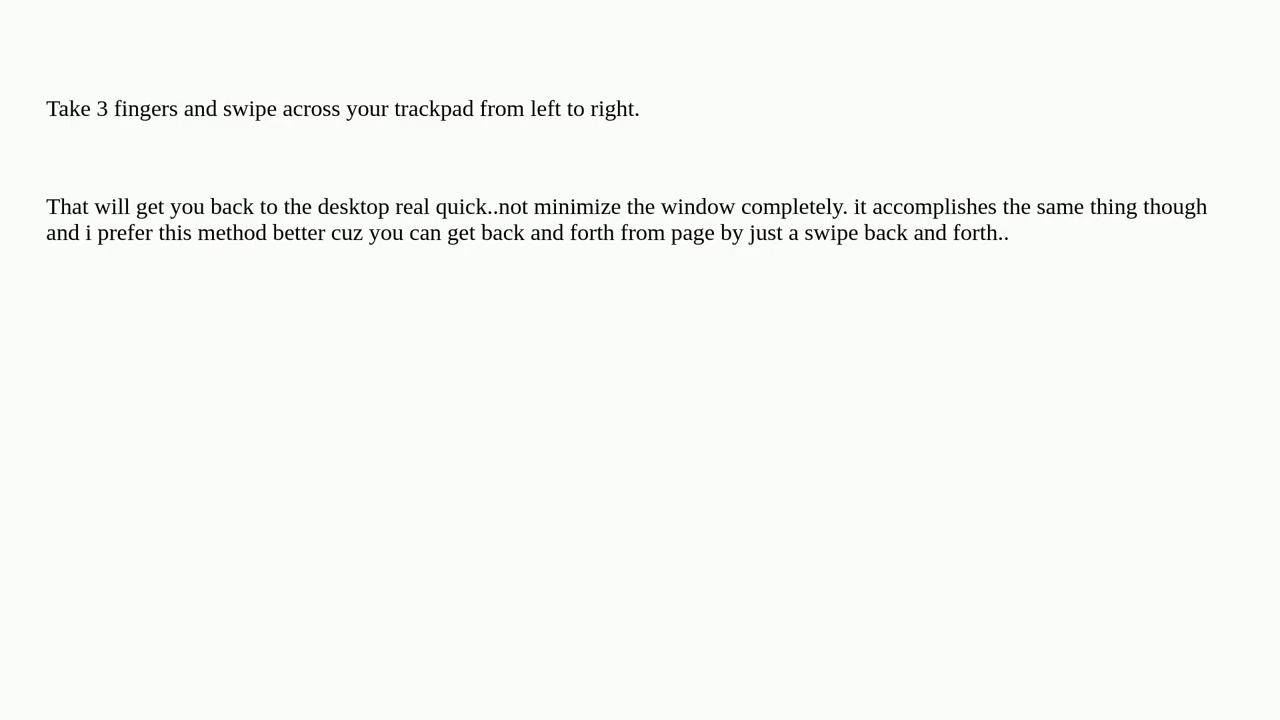 Take 3 fingers and swipe across your trackpad from left to right.
That will get you back to the desktop real quick..not minimize the window completely. it accomplishes the same thing though
and i prefer this method better cuz you can get back and forth from page by just a swipe back and forth..